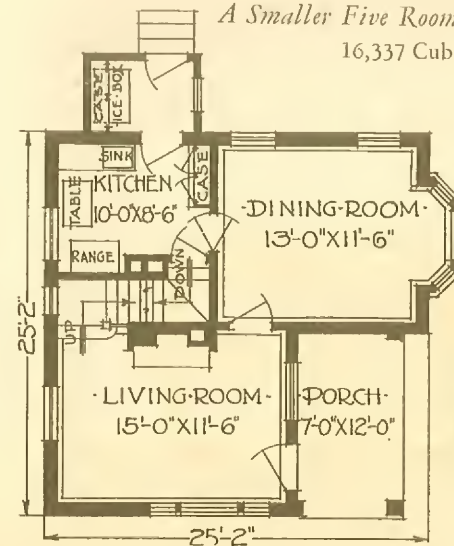 A Smaller Five Room
16,337 Cub
CASE
ICE-BOX
SINK
CASE
TABLE
KITCHEN
10'-0"X8'-6"
RANGE
DOWN
UP
·DINING·ROOM·
13'-0"X11'-6"
25'-2"
·LIVING·ROOM·
15'-0"X11'-6"
·PORCH·
7'-0"X12'-0"
25'-2"